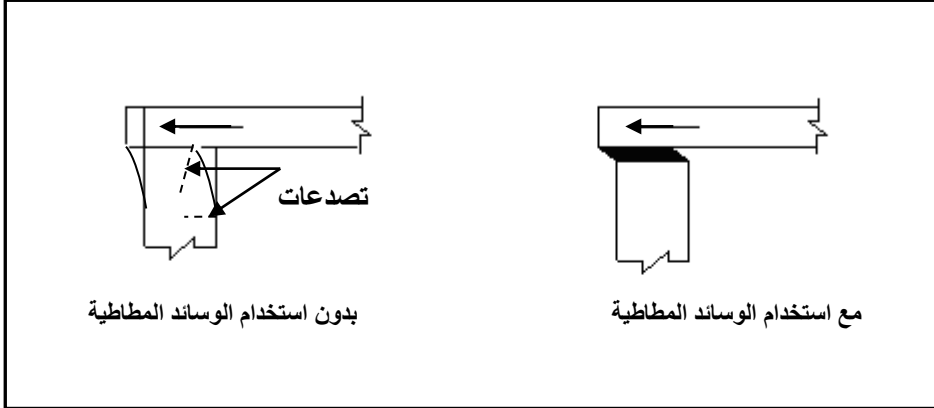 تصدعات
مع استخدام الوسائد المطاطية
بدون استخدام الوسائد المطاطية